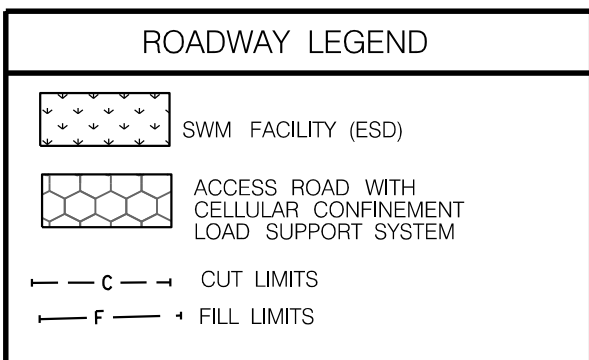 ROADWAY LEGEND
SWM FACILITY (ESD)
ACCESS ROAD WITH
CELLULAR CONFINEMENT
LOAD SUPPORT SYSTEM
C CUT LIMITS
F FILL LIMITS